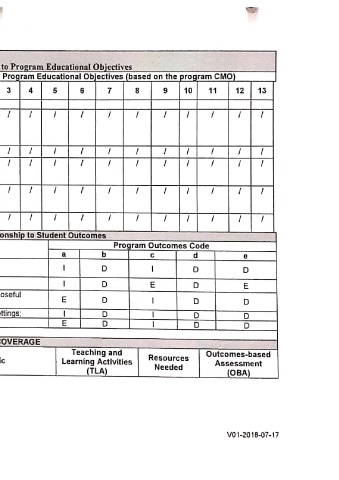 to Program Educational Objectives
Program Educational Objectives (based on the program CMO)
3 4 5 6 7 8 9 10 11 12 13
/ / / / / / / / / / /
/ / / / / / / / / / /
/ / / / / / / / / / /
/ / / / / / / / / / /
/ / / / / / / / / / /
onship to Student Outcomes
Program Outcomes Code
a b c d e
I D I D D
I D E D E
oseful E D I D D
ettings; I D I D D
E D I D D
OVERAGE
ic Teaching and Learning Activities (TLA) Resources Needed Outcomes-based Assessment (OBA)
V01-2018-07-17